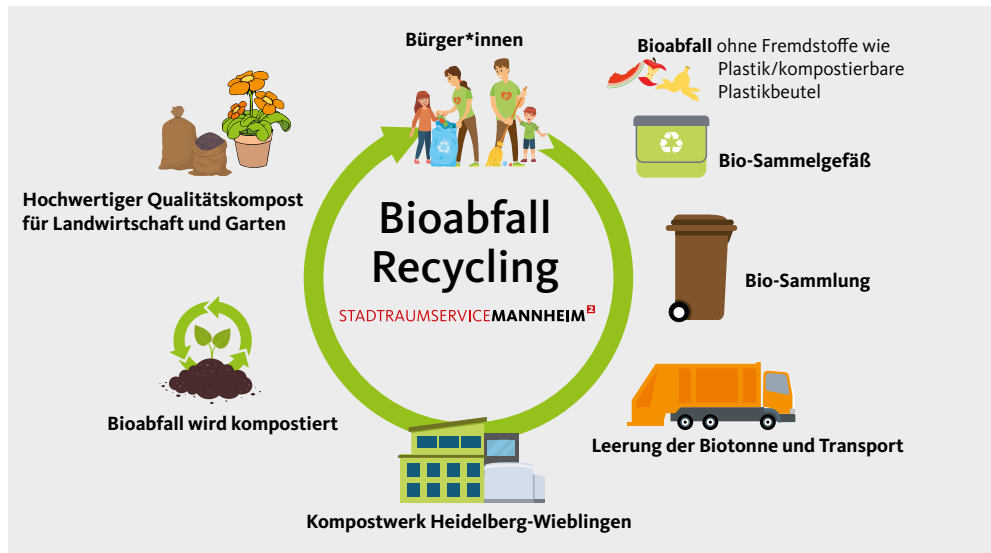 Bürger*innen
Bioabfall ohne Fremdstoffe wie
Plastik/kompostierbare
Plastikbeutel
Bio-Sammelgefäß
Bio-Sammlung
Leerung der Biotonne und Transport
Kompostwerk Heidelberg-Wieblingen
Bioabfall wird kompostiert
Hochwertiger Qualitätskompost
für Landwirtschaft und Garten
Bioabfall
Recycling
STADTRAUMSERVICEMANNHEIM²